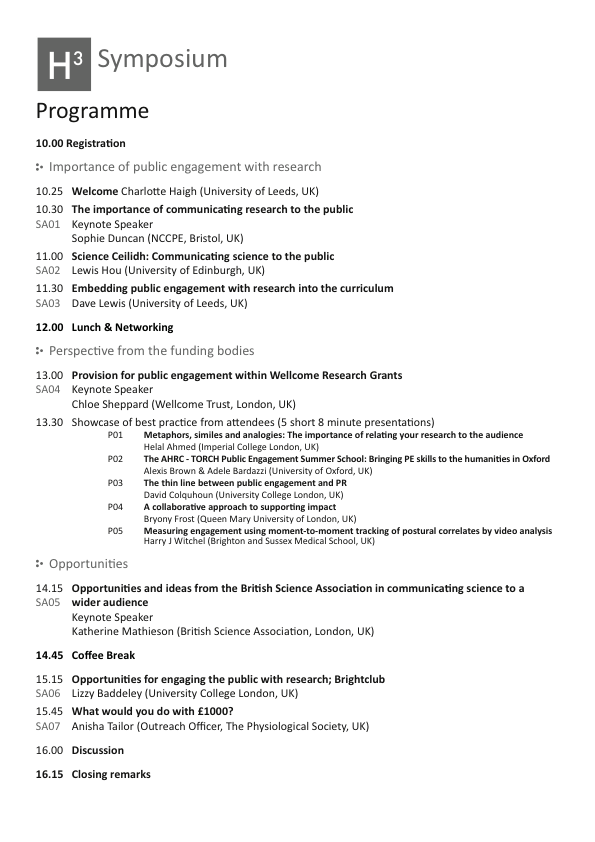 H³ Symposium
Programme
10.00 Registration
Importance of public engagement with research
10.25 Welcome Charlotte Haigh (University of Leeds, UK)
10.30 The importance of communicating research to the public
SA01 Keynote Speaker
Sophie Duncan (NCCPE, Bristol, UK)
11.00 Science Ceilidh: Communicating science to the public
SA02 Lewis Hou (University of Edinburgh, UK)
11.30 Embedding public engagement with research into the curriculum
SA03 Dave Lewis (University of Leeds, UK)
12.00 Lunch & Networking
Perspective from the funding bodies
13.00 Provision for public engagement within Wellcome Research Grants
SA04 Keynote Speaker
Chloe Sheppard (Wellcome Trust, London, UK)
13.30 Showcase of best practice from attendees (5 short 8 minute presentations)
P01 Metaphors, similes and analogies: The importance of relating your research to the audience
Helal Ahmed (Imperial College London, UK)
P02 The AHRC - TORCH Public Engagement Summer School: Bringing PE skills to the humanities in Oxford
Alexis Brown & Adele Bardazzi (University of Oxford, UK)
P03 The thin line between public engagement and PR
David Colquhoun (University College London, UK)
P04 A collaborative approach to supporting impact
Bryony Frost (Queen Mary University of London, UK)
P05 Measuring engagement using moment-to-moment tracking of postural correlates by video analysis
Harry J Witchel (Brighton and Sussex Medical School, UK)
Opportunities
14.15 Opportunities and ideas from the British Science Association in communicating science to a
SA05 wider audience
Keynote Speaker
Katherine Mathieson (British Science Association, London, UK)
14.45 Coffee Break
15.15 Opportunities for engaging the public with research; Brightclub
SA06 Lizzy Baddeley (University College London, UK)
15.45 What would you do with £1000?
SA07 Anisha Tailor (Outreach Officer, The Physiological Society, UK)
16.00 Discussion
16.15 Closing remarks